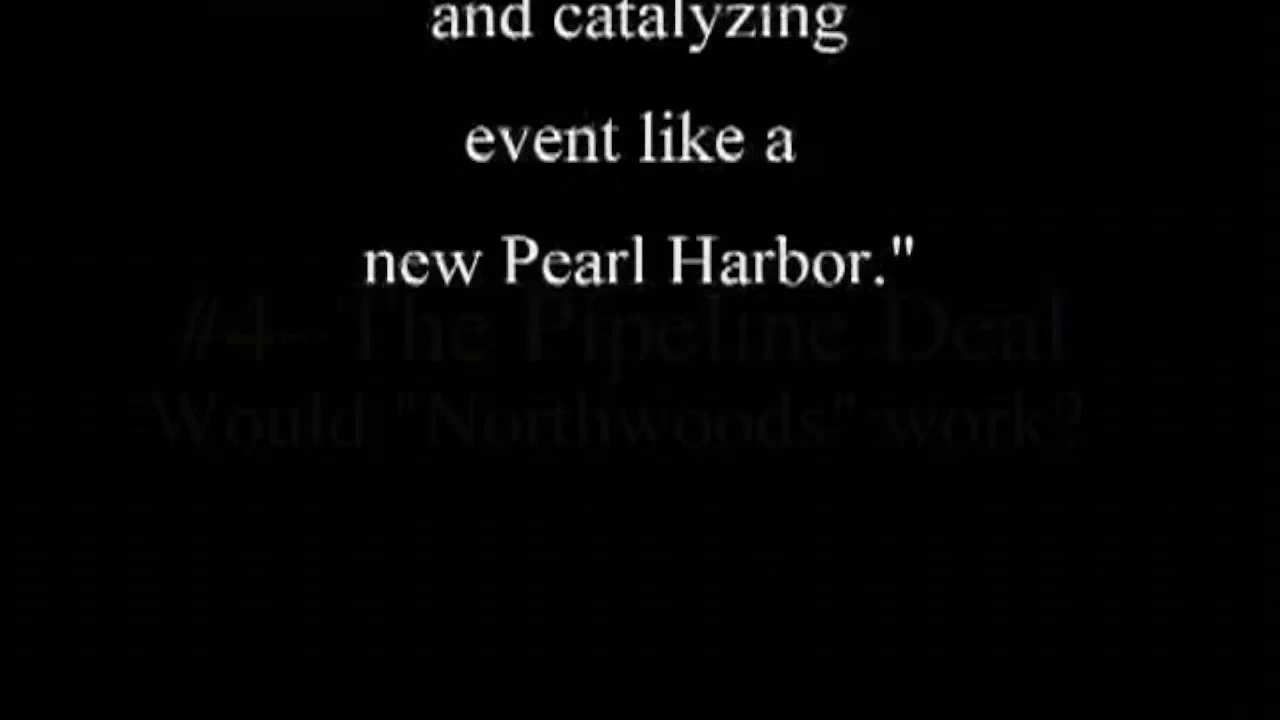 and catalyzing
event like a
new Pearl Harbor."
#4- The Pipeline Deal
Would "Northwoods" work?